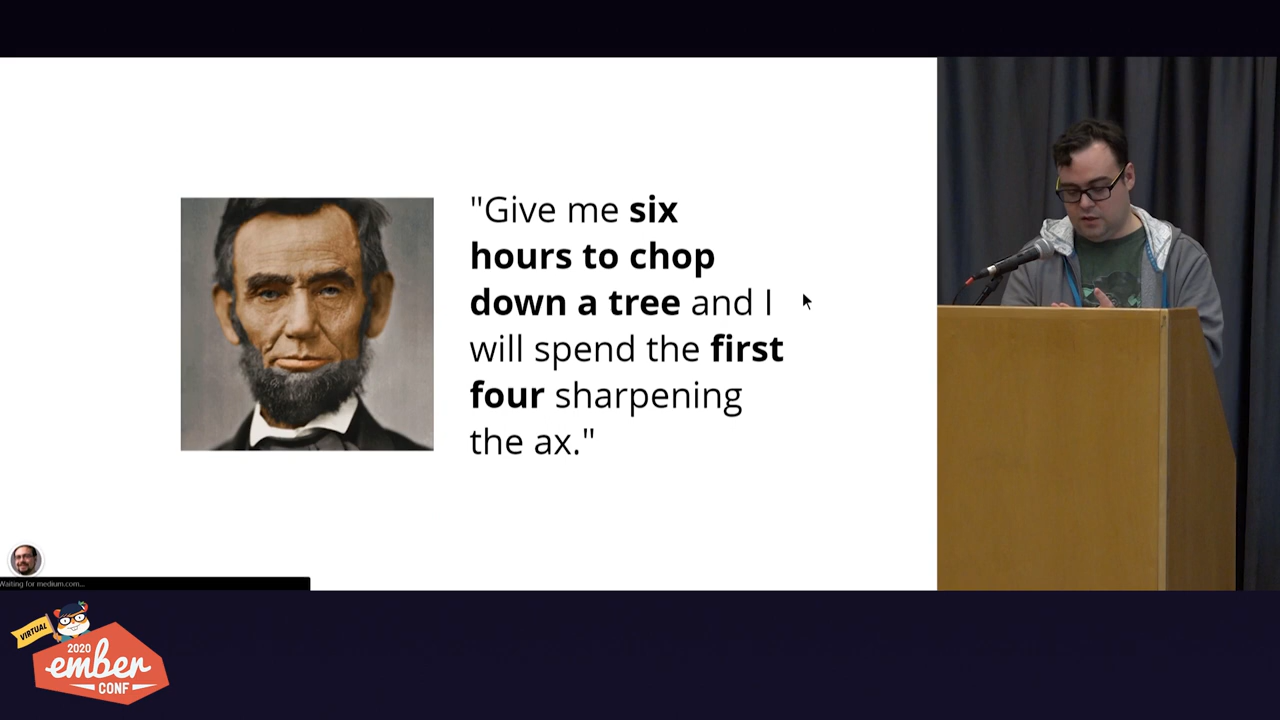 "Give me six
hours to chop
down a tree and I
will spend the first
four sharpening
the ax."
Waiting for medium.com...
VIRTUAL
2020
ember
CONF